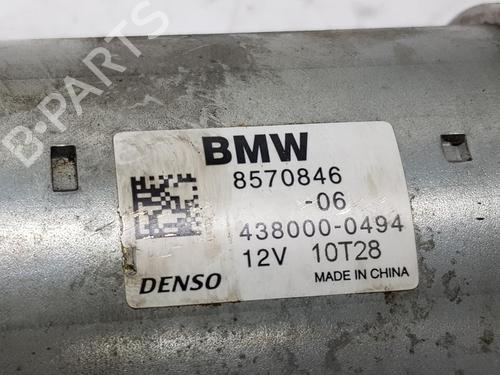 B-PARTS
BMW
8570846
-06
438000-0494
12V 10T28
DENSO MADE IN CHINA